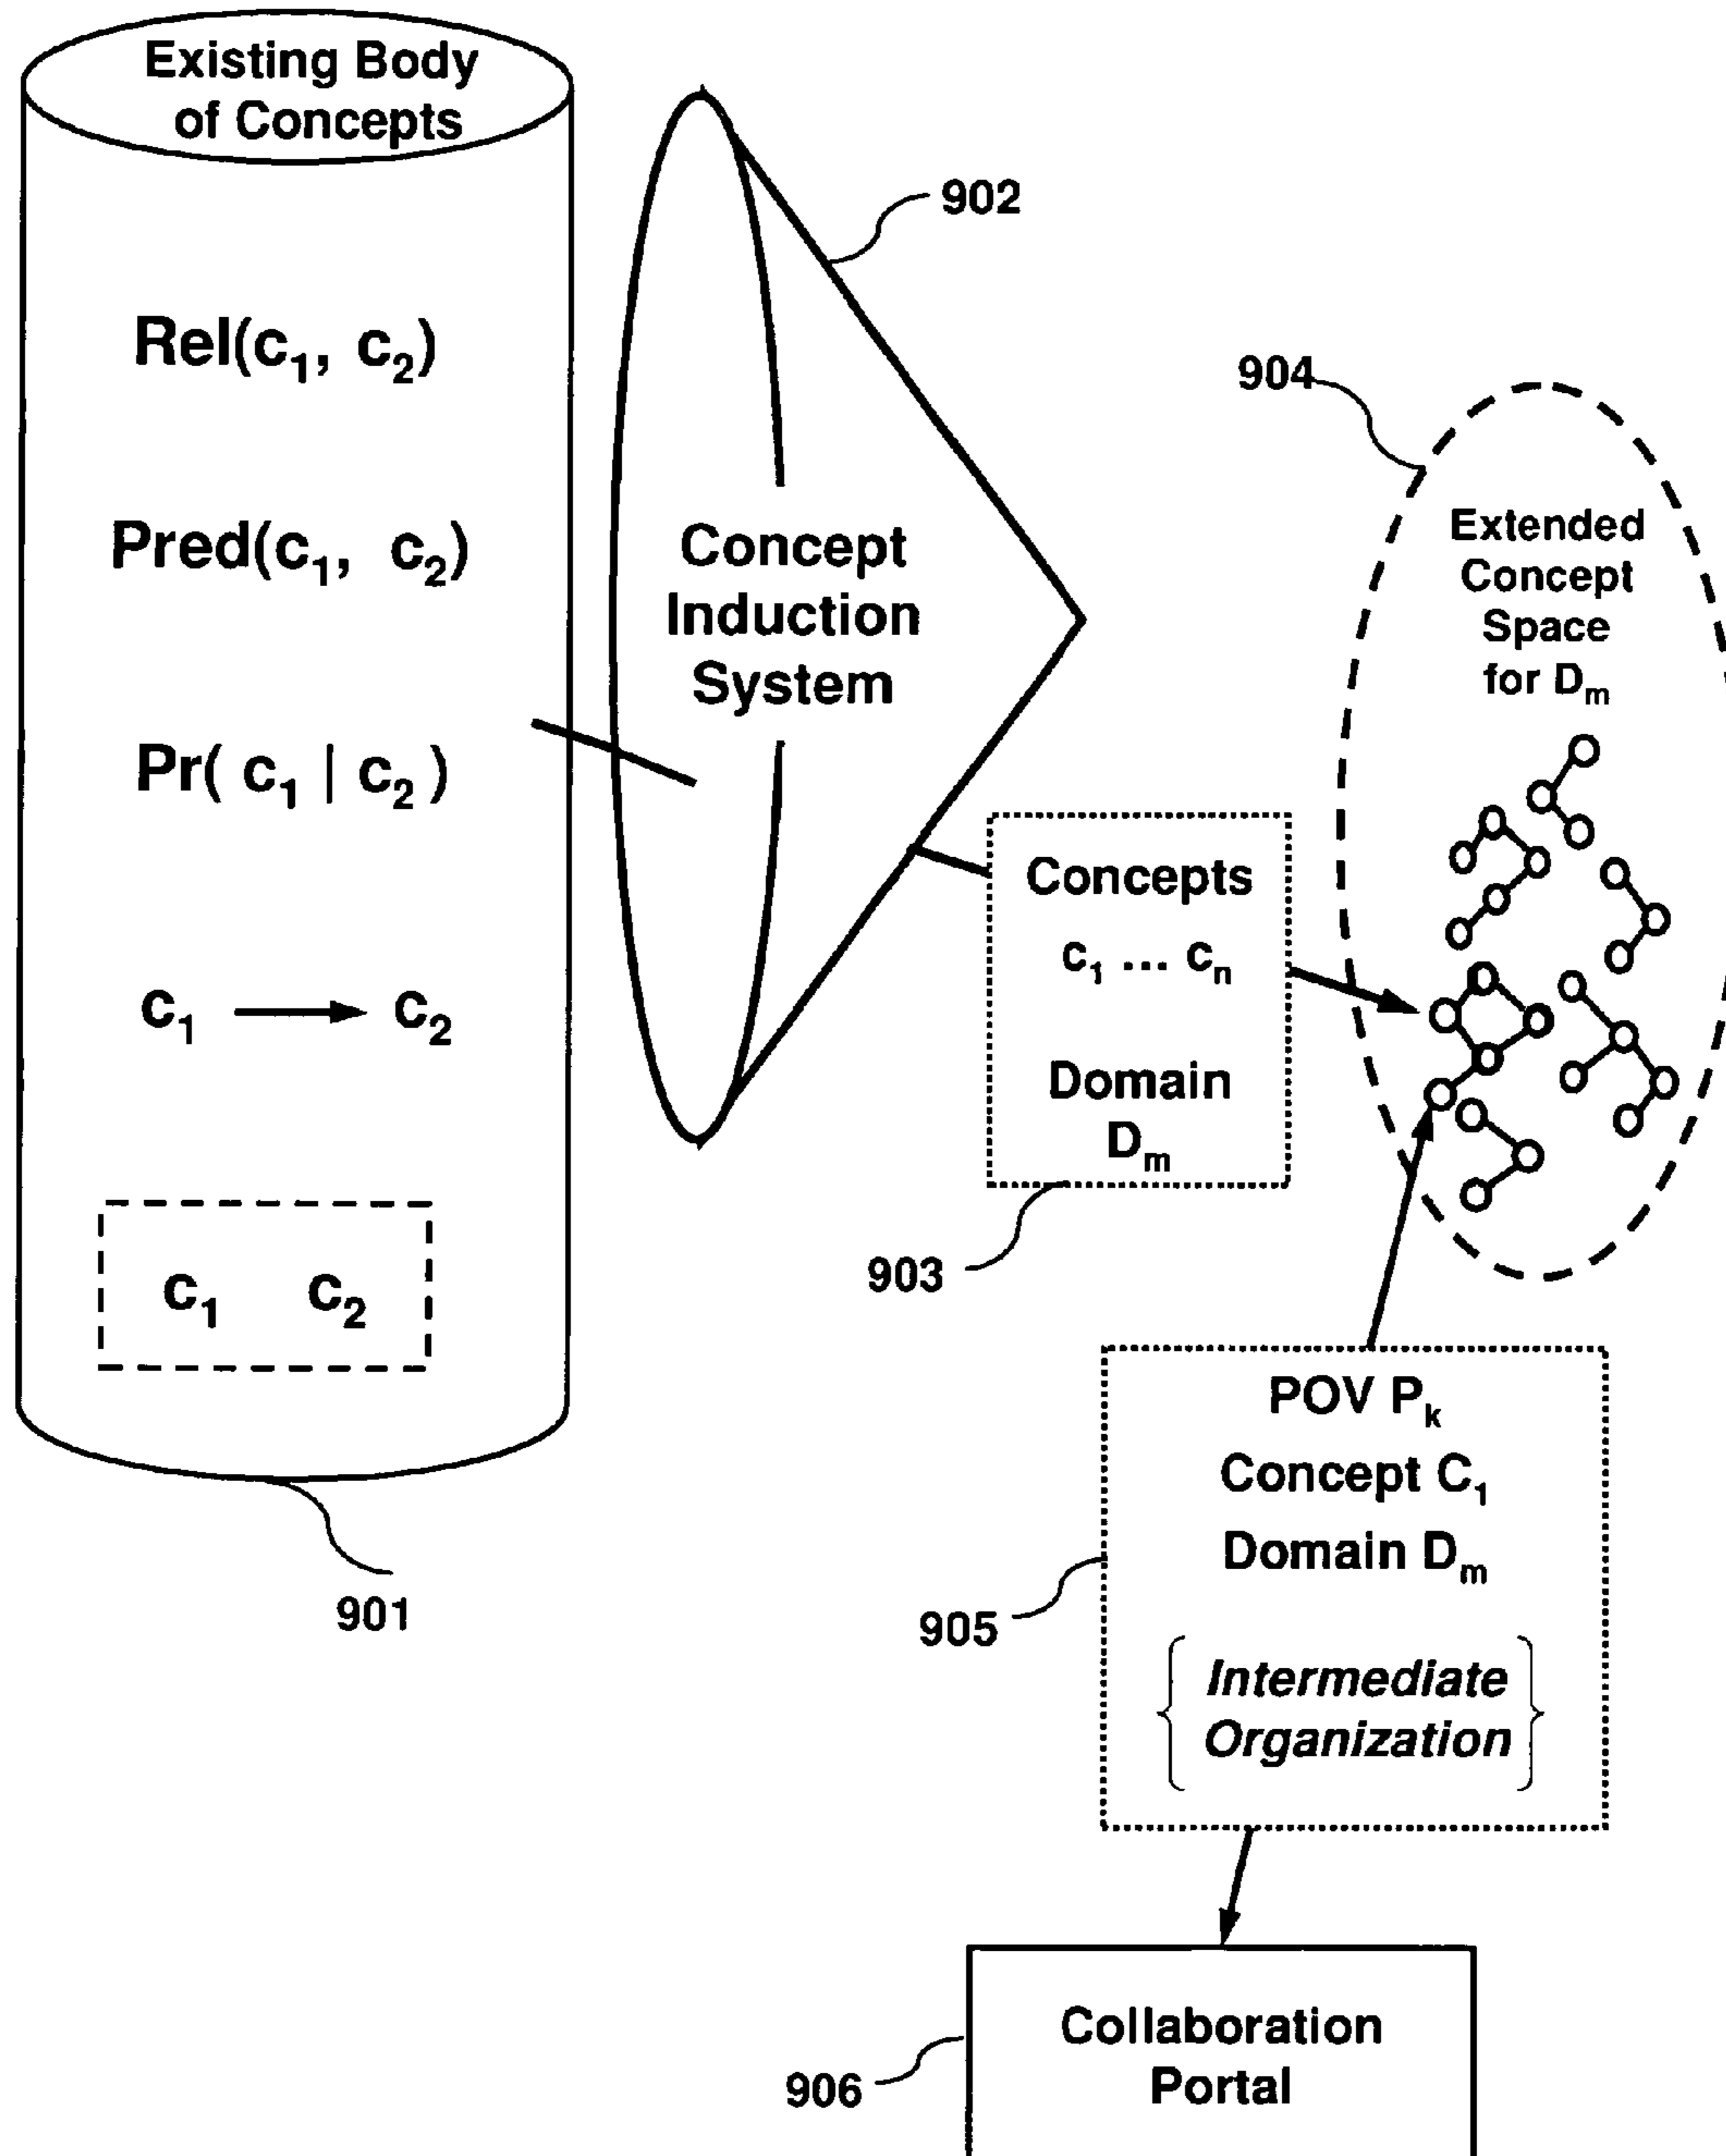 Existing Body
of Concepts
Rel(c₁, c₂)
Pred(c₁, c₂)
Pr( c₁ | c₂ )
c₁ → c₂
c₁ c₂
901
Concept
Induction
System
902
Concepts
c₁ ... cₙ
Domain
Dₘ
903
904
Extended
Concept
Space
for Dₘ
POV Pₖ
Concept C₁
Domain Dₘ
Intermediate
Organization
905
Collaboration
Portal
906